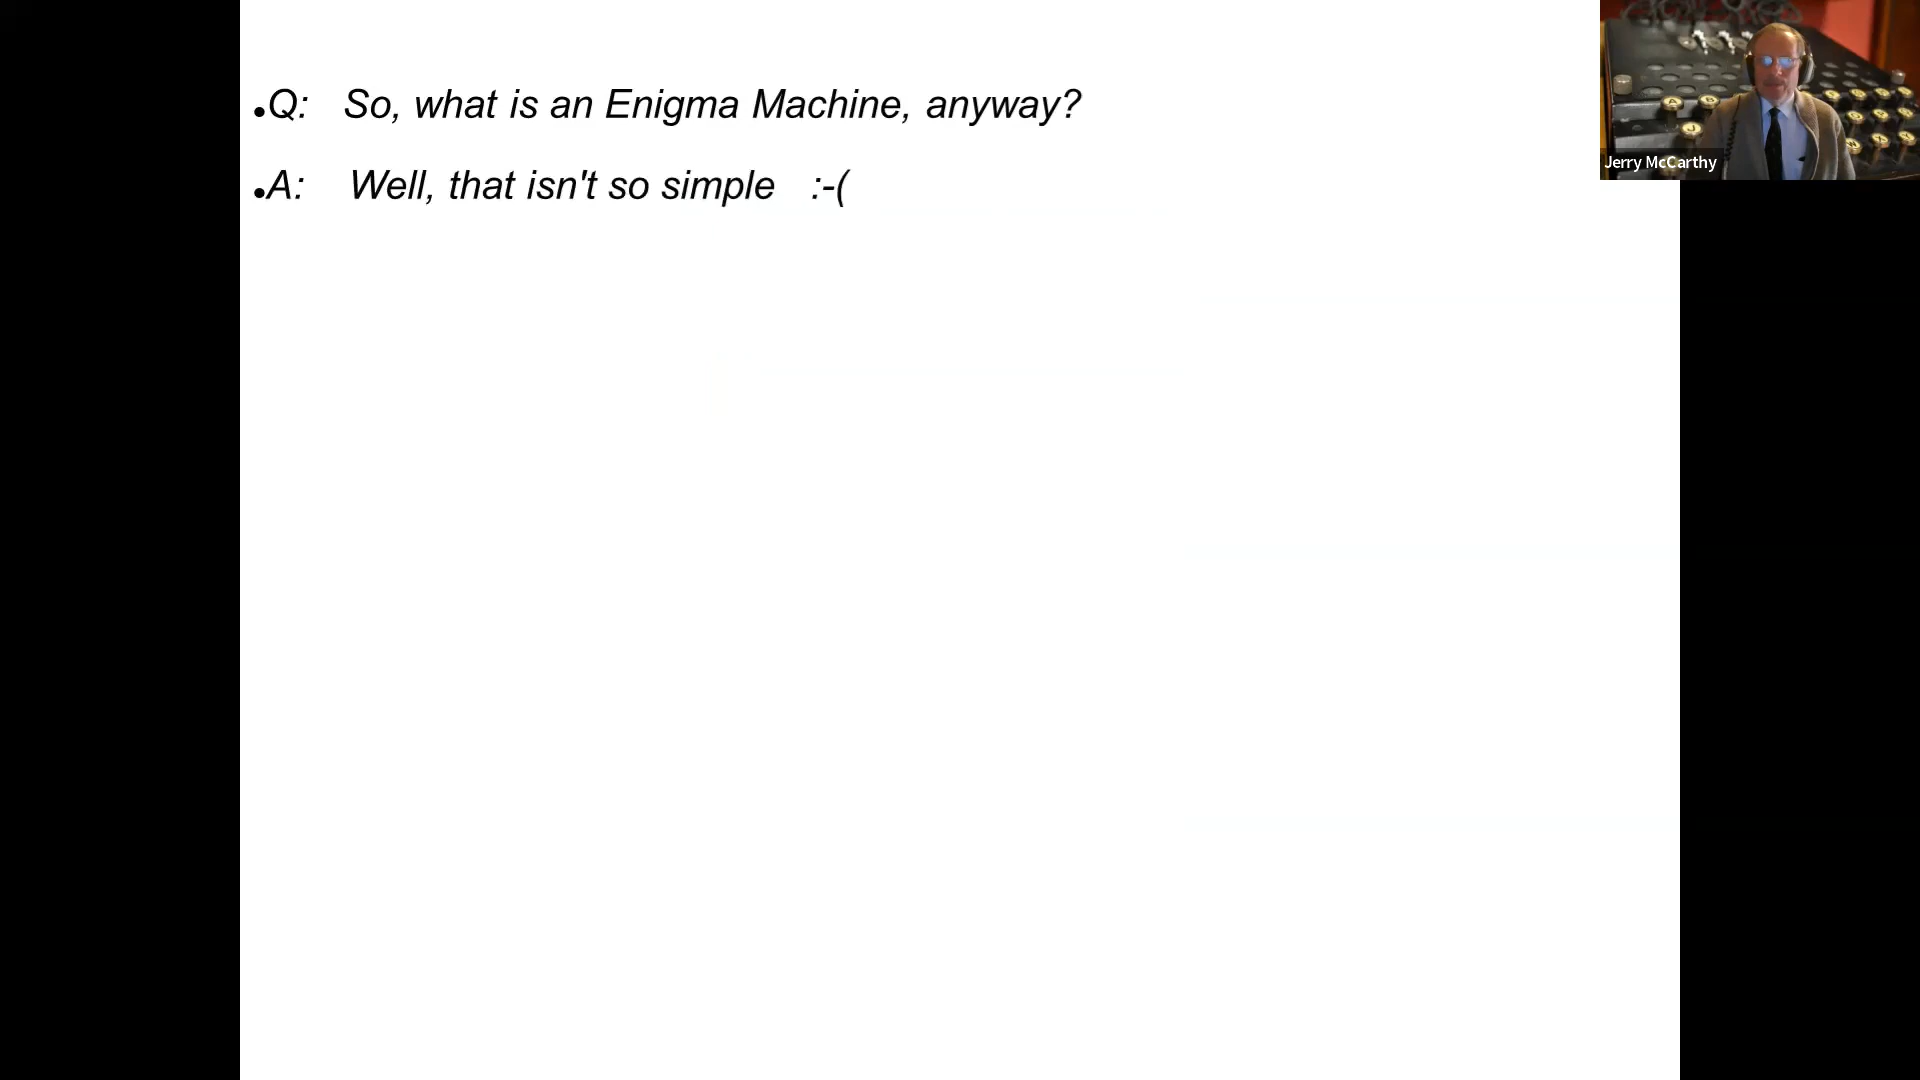 •Q: So, what is an Enigma Machine, anyway?
•A: Well, that isn't so simple :-(
Jerry McCarthy